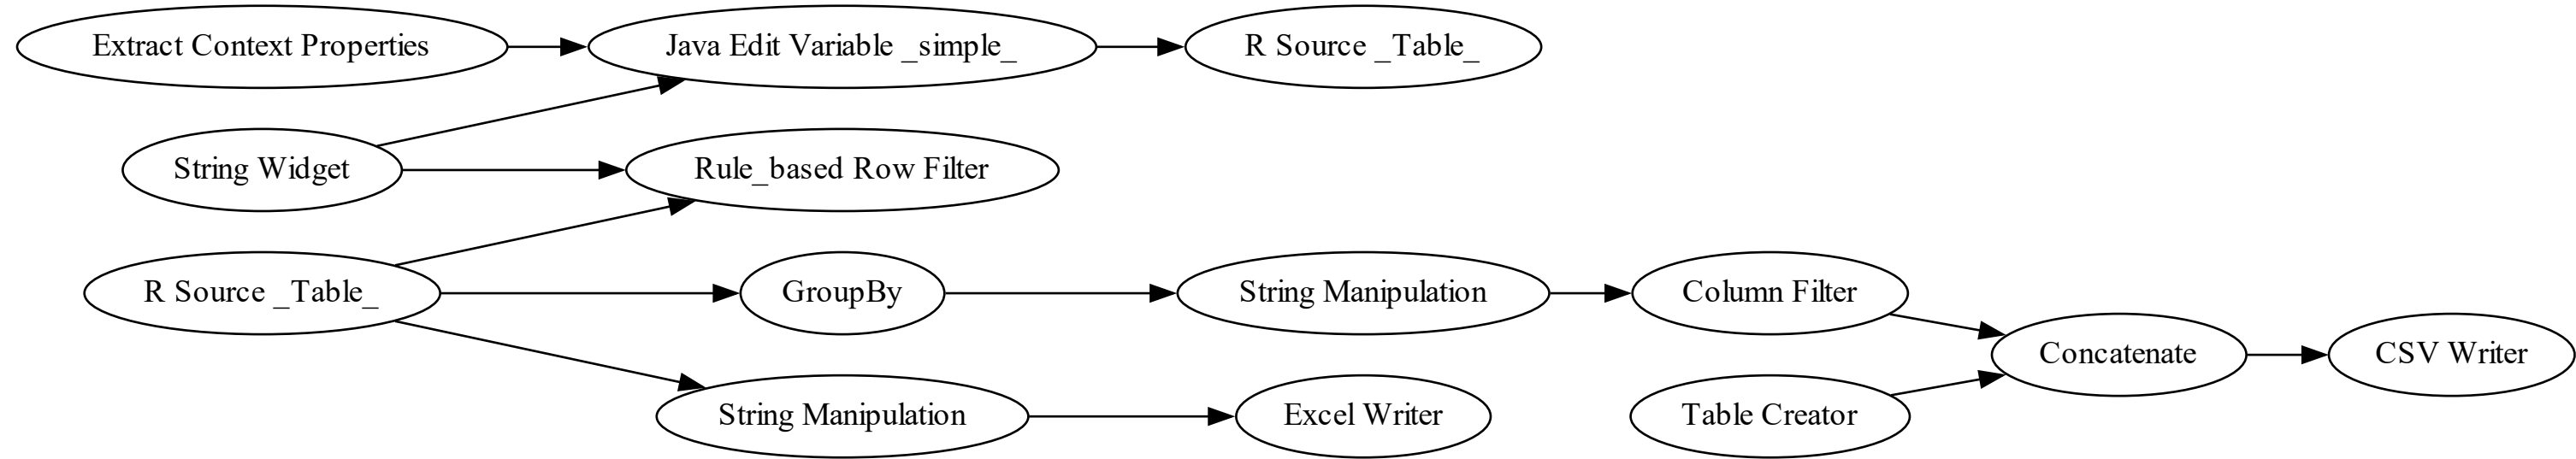 Extract Context Properties
Java Edit Variable _simple_
R Source _Table_
String Widget
Rule_based Row Filter
R Source _Table_
GroupBy
String Manipulation
Column Filter
Concatenate
CSV Writer
String Manipulation
Excel Writer
Table Creator